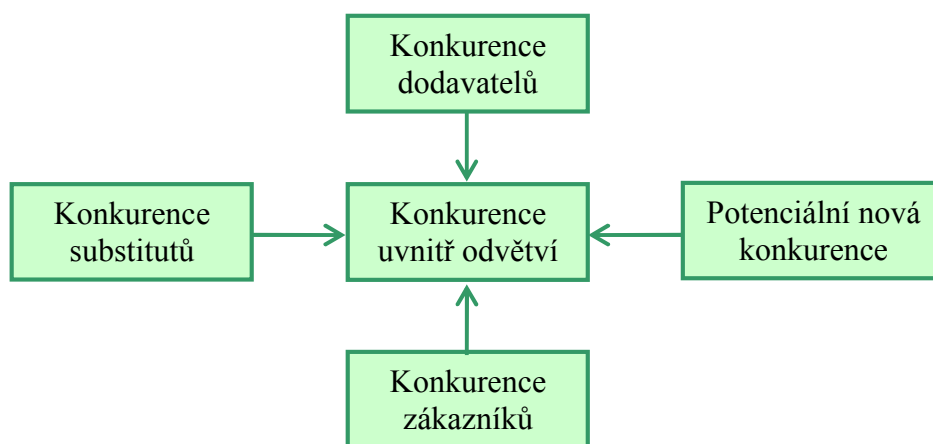 Konkurence
dodavatelů
Konkurence
substitutů
Konkurence
uvnitř odvětví
Potenciální nová
konkurence
Konkurence
zákazníků